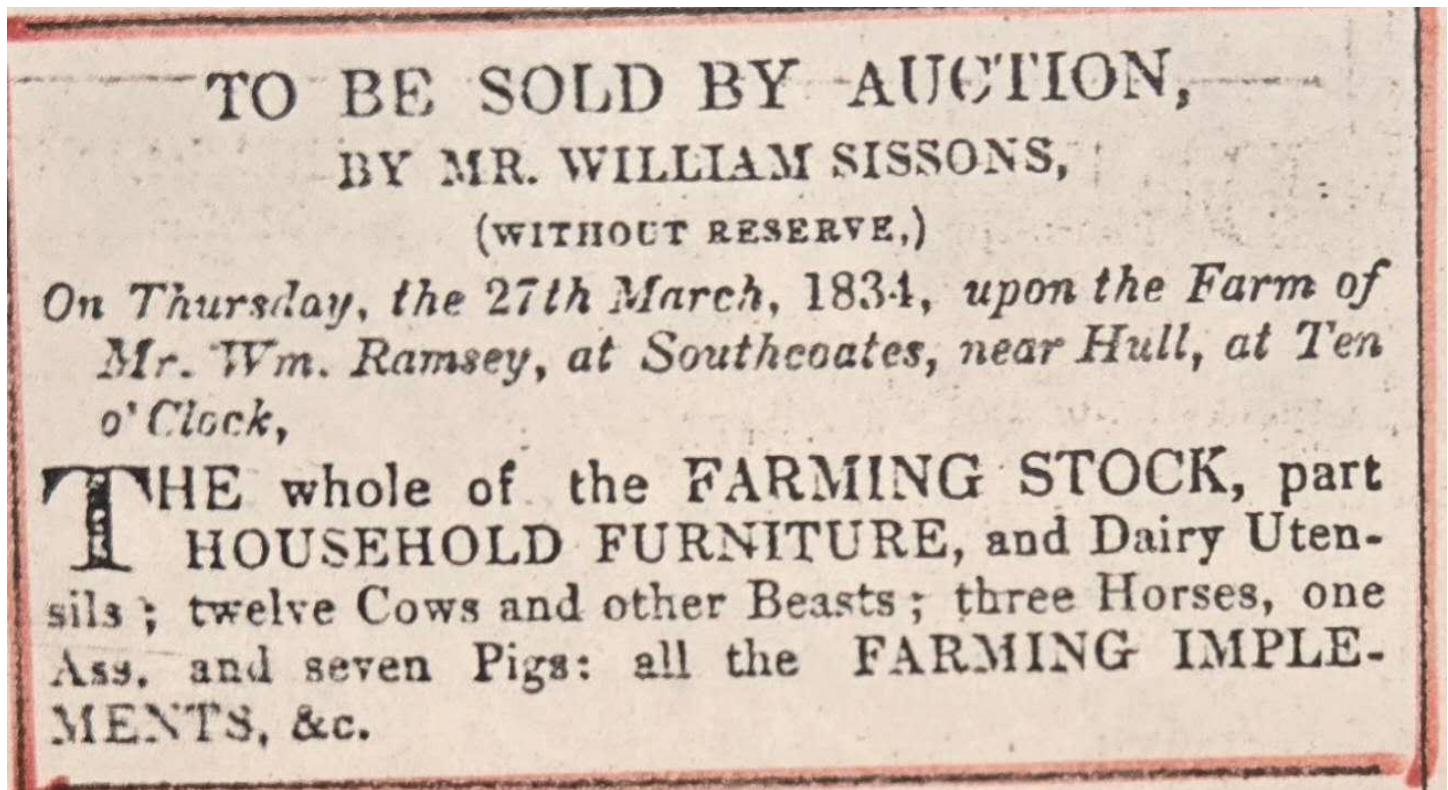 TO BE SOLD BY AUCTION,
BY MR. WILLIAM SISSONS,
(WITHOUT RESERVE,)
On Thursday, the 27th March, 1834, upon the Farm of
Mr. Wm. Ramsey, at Southcoates, near Hull, at Ten
o'Clock,
THE whole of the FARMING STOCK, part
HOUSEHOLD FURNITURE, and Dairy Uten-
sils; twelve Cows and other Beasts; three Horses, one
Ass, and seven Pigs: all the FARMING IMPLE-
MENTS, &c.